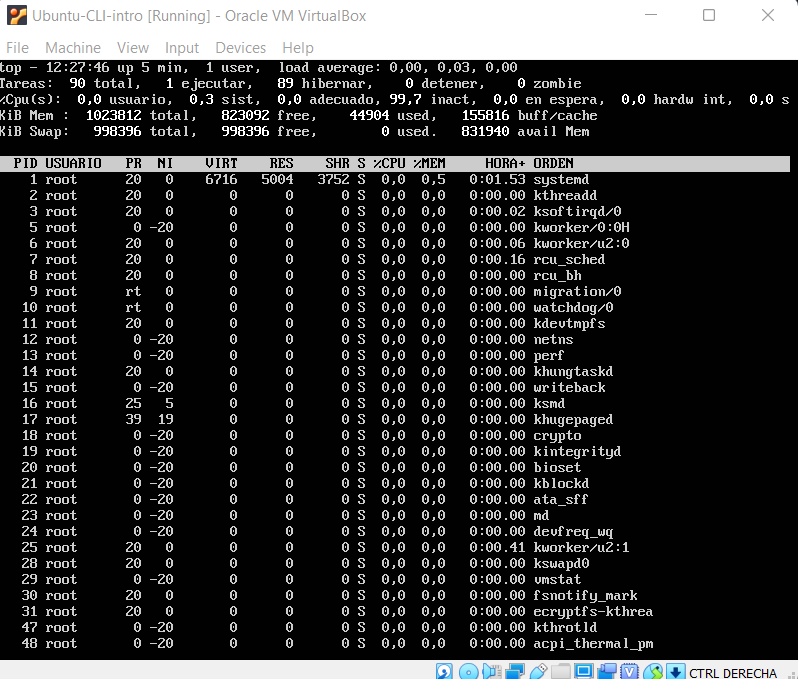 Ubuntu-CLI-intro [Running] - Oracle VM VirtualBox
File Machine View Input Devices Help
top - 12:27:46 up 5 min, 1 user, load average: 0,00, 0,03, 0,00
Tareas: 90 total, 1 ejecutar, 89 hibernar, 0 detener, 0 zombie
%Cpu(s): 0,0 usuario, 0,3 sist, 0,0 adecuado, 99,7 inact, 0,0 en espera, 0,0 hardw int, 0,0 s
KiB Mem : 1023812 total, 823092 free, 44904 used, 155816 buff/cache
KiB Swap: 998396 total, 998396 free, 0 used. 831940 avail Mem
PID USUARIO PR NI VIRT RES SHR S %CPU %MEM HORA+ ORDEN
1 root 20 0 6716 5004 3752 S 0,0 0,5 0:01.53 systemd
2 root 20 0 0 0 0 S 0,0 0,0 0:00.00 kthreadd
3 root 20 0 0 0 0 S 0,0 0,0 0:00.02 ksoftirqd/0
5 root 0 -20 0 0 0 S 0,0 0,0 0:00.00 kworker/0:0H
6 root 20 0 0 0 0 S 0,0 0,0 0:00.06 kworker/u2:0
7 root 20 0 0 0 0 S 0,0 0,0 0:00.16 rcu_sched
8 root 20 0 0 0 0 S 0,0 0,0 0:00.00 rcu_bh
9 root rt 0 0 0 0 S 0,0 0,0 0:00.00 migration/0
10 root rt 0 0 0 0 S 0,0 0,0 0:00.00 watchdog/0
11 root 20 0 0 0 0 S 0,0 0,0 0:00.00 kdevtmpfs
12 root 0 -20 0 0 0 S 0,0 0,0 0:00.00 netns
13 root 0 -20 0 0 0 S 0,0 0,0 0:00.00 perf
14 root 20 0 0 0 0 S 0,0 0,0 0:00.00 khungtaskd
15 root 0 -20 0 0 0 S 0,0 0,0 0:00.00 writeback
16 root 25 5 0 0 0 S 0,0 0,0 0:00.00 ksmd
17 root 39 19 0 0 0 S 0,0 0,0 0:00.00 khugepaged
18 root 0 -20 0 0 0 S 0,0 0,0 0:00.00 crypto
19 root 0 -20 0 0 0 S 0,0 0,0 0:00.00 kintegrityd
20 root 0 -20 0 0 0 S 0,0 0,0 0:00.00 bioset
21 root 0 -20 0 0 0 S 0,0 0,0 0:00.00 kblockd
22 root 0 -20 0 0 0 S 0,0 0,0 0:00.00 ata_sff
23 root 0 -20 0 0 0 S 0,0 0,0 0:00.00 md
24 root 0 -20 0 0 0 S 0,0 0,0 0:00.00 devfreq_wq
25 root 20 0 0 0 0 S 0,0 0,0 0:00.41 kworker/u2:1
28 root 20 0 0 0 0 S 0,0 0,0 0:00.00 kswapd0
29 root 0 -20 0 0 0 S 0,0 0,0 0:00.00 vmstat
30 root 20 0 0 0 0 S 0,0 0,0 0:00.00 fsnotify_mark
31 root 20 0 0 0 0 S 0,0 0,0 0:00.00 ecryptfs-kthrea
47 root 0 -20 0 0 0 S 0,0 0,0 0:00.00 kthrotld
48 root 0 -20 0 0 0 S 0,0 0,0 0:00.00 acpi_thermal_pm
CTRL DERECHA